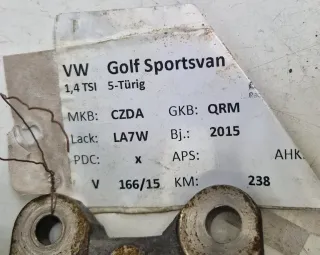 VW Golf Sportsvan
1,4 TSI 5-Türig
MKB: CZDA GKB: QRM
Lack: LA7W Bj.: 2015
PDC: x APS: AHK
V 166/15 KM: 238